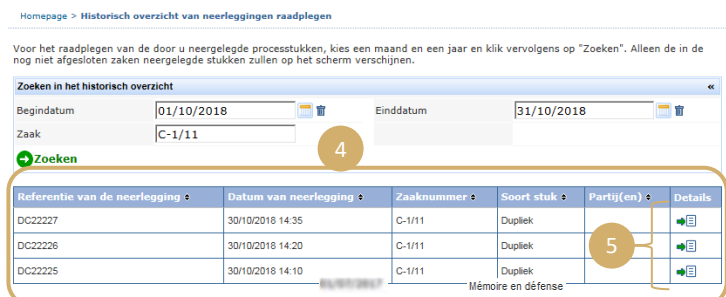 Homepage > Historisch overzicht van neerleggingen raadplegen
Voor het raadplegen van de door u neergelegde processtukken, kies een maand en een jaar en klik vervolgens op "Zoeken". Alleen de in de
nog niet afgesloten zaken neergelegde stukken zullen op het scherm verschijnen.
Zoeken in het historisch overzicht «
Begindatum 01/10/2018 Einddatum 31/10/2018
Zaak C-1/11
4
Zoeken
Referentie van de neerlegging Datum van neerlegging Zaaknummer Soort stuk Partij(en) Details
DC22227 30/10/2018 14:35 C-1/11 Dupliek
DC22226 30/10/2018 14:20 C-1/11 Dupliek
5
DC22225 30/10/2018 14:10 C-1/11 Dupliek
Mémoire en défense